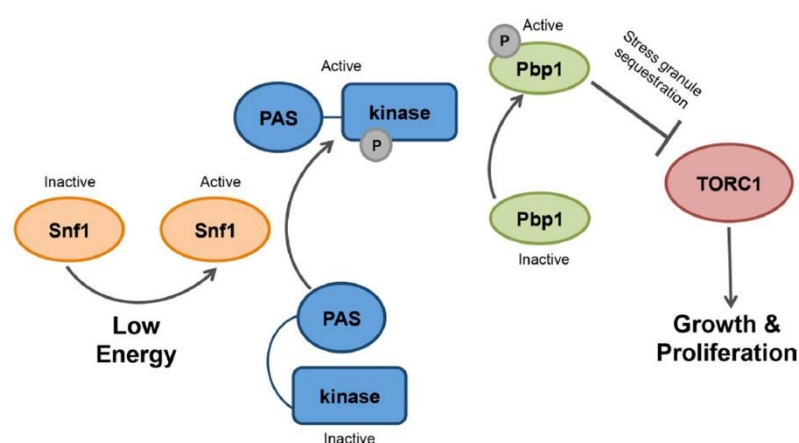 Inactive
Snf1
Active
Snf1
Low
Energy
Active
PAS
kinase
P
PAS
kinase
Inactive
Active
P
Pbp1
Pbp1
Inactive
Stress granule
sequestration
TORC1
Growth &
Proliferation